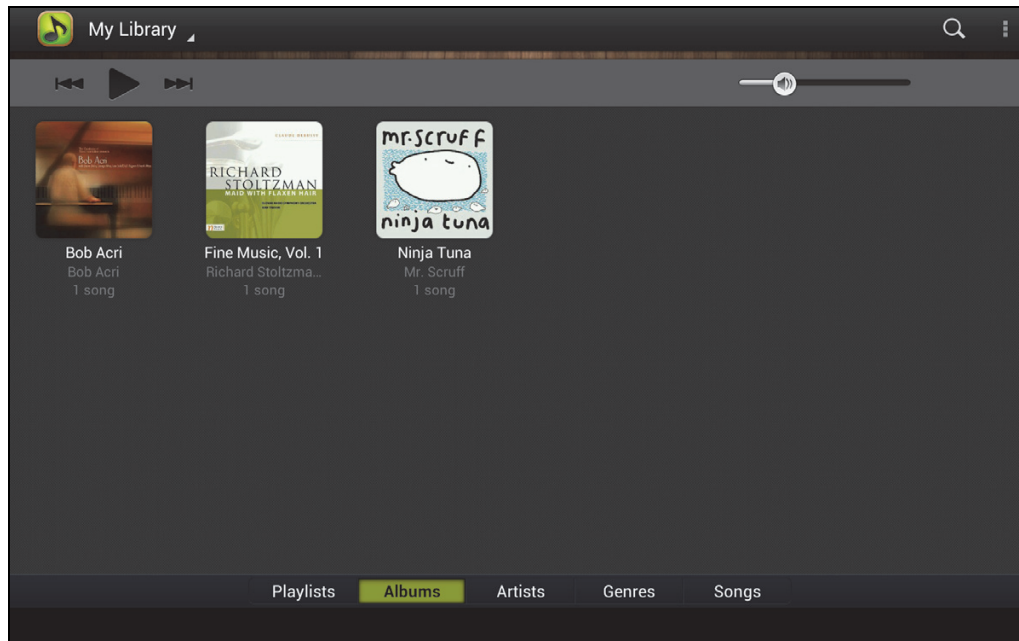 My Library
Bob Acri
RICHARD
STOLTZMAN
MAID WITH FLAXEN HAIR
mr.scruff
ninja tuna
Bob Acri
Bob Acri
1 song
Fine Music, Vol. 1
Richard Stoltzma...
1 song
Ninja Tuna
Mr. Scruff
1 song
Playlists
Albums
Artists
Genres
Songs